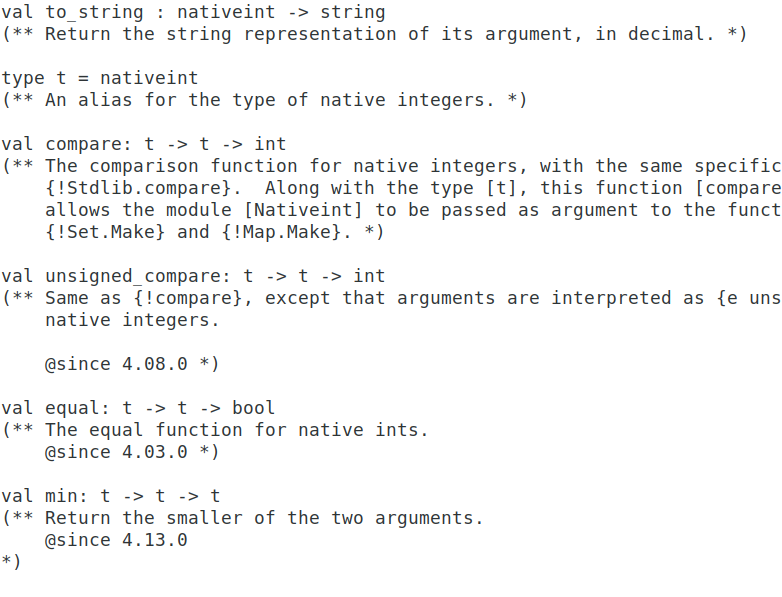 val to_string : nativeint -> string
(** Return the string representation of its argument, in decimal. *)

type t = nativeint
(** An alias for the type of native integers. *)

val compare: t -> t -> int
(** The comparison function for native integers, with the same specific
    {!Stdlib.compare}.  Along with the type [t], this function [compare
    allows the module [Nativeint] to be passed as argument to the funct
    {!Set.Make} and {!Map.Make}. *)

val unsigned_compare: t -> t -> int
(** Same as {!compare}, except that arguments are interpreted as {e uns
    native integers.

    @since 4.08.0 *)

val equal: t -> t -> bool
(** The equal function for native ints.
    @since 4.03.0 *)

val min: t -> t -> t
(** Return the smaller of the two arguments.
    @since 4.13.0
*)